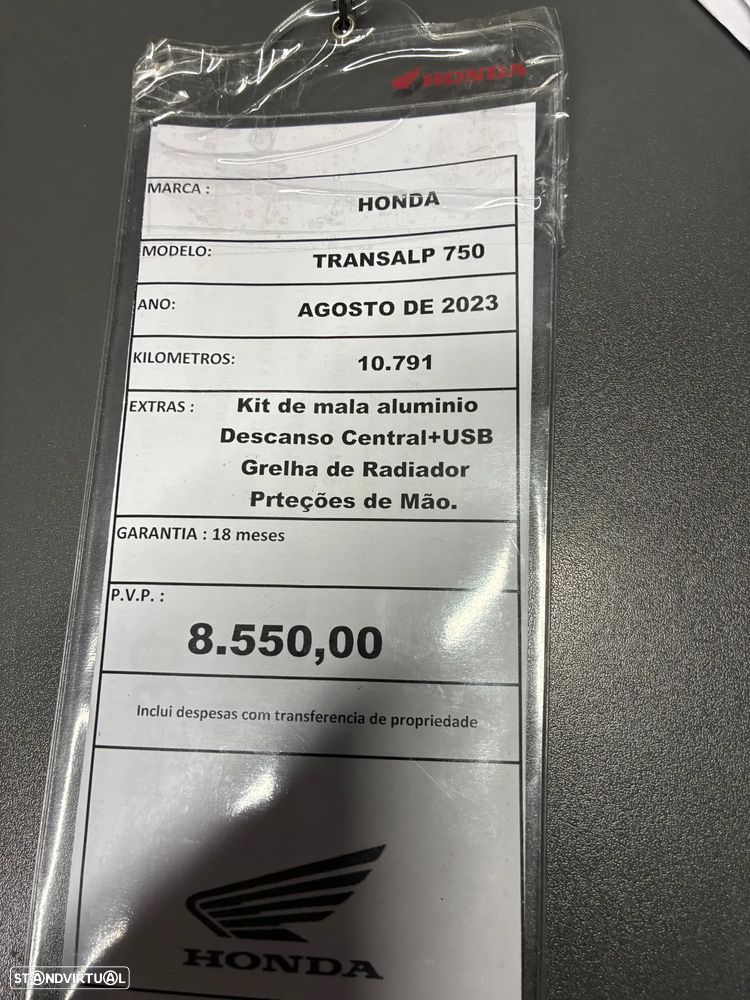 HONDA
MARCA : HONDA
MODELO: TRANSALP 750
ANO: AGOSTO DE 2023
KILOMETROS: 10.791
EXTRAS : Kit de mala aluminio
Descanso Central+USB
Grelha de Radiador
Prteções de Mão.
GARANTIA : 18 meses
P.V.P. :
8.550,00
Inclui despesas com transferencia de propriedade
HONDA
STANDVIRTUAL